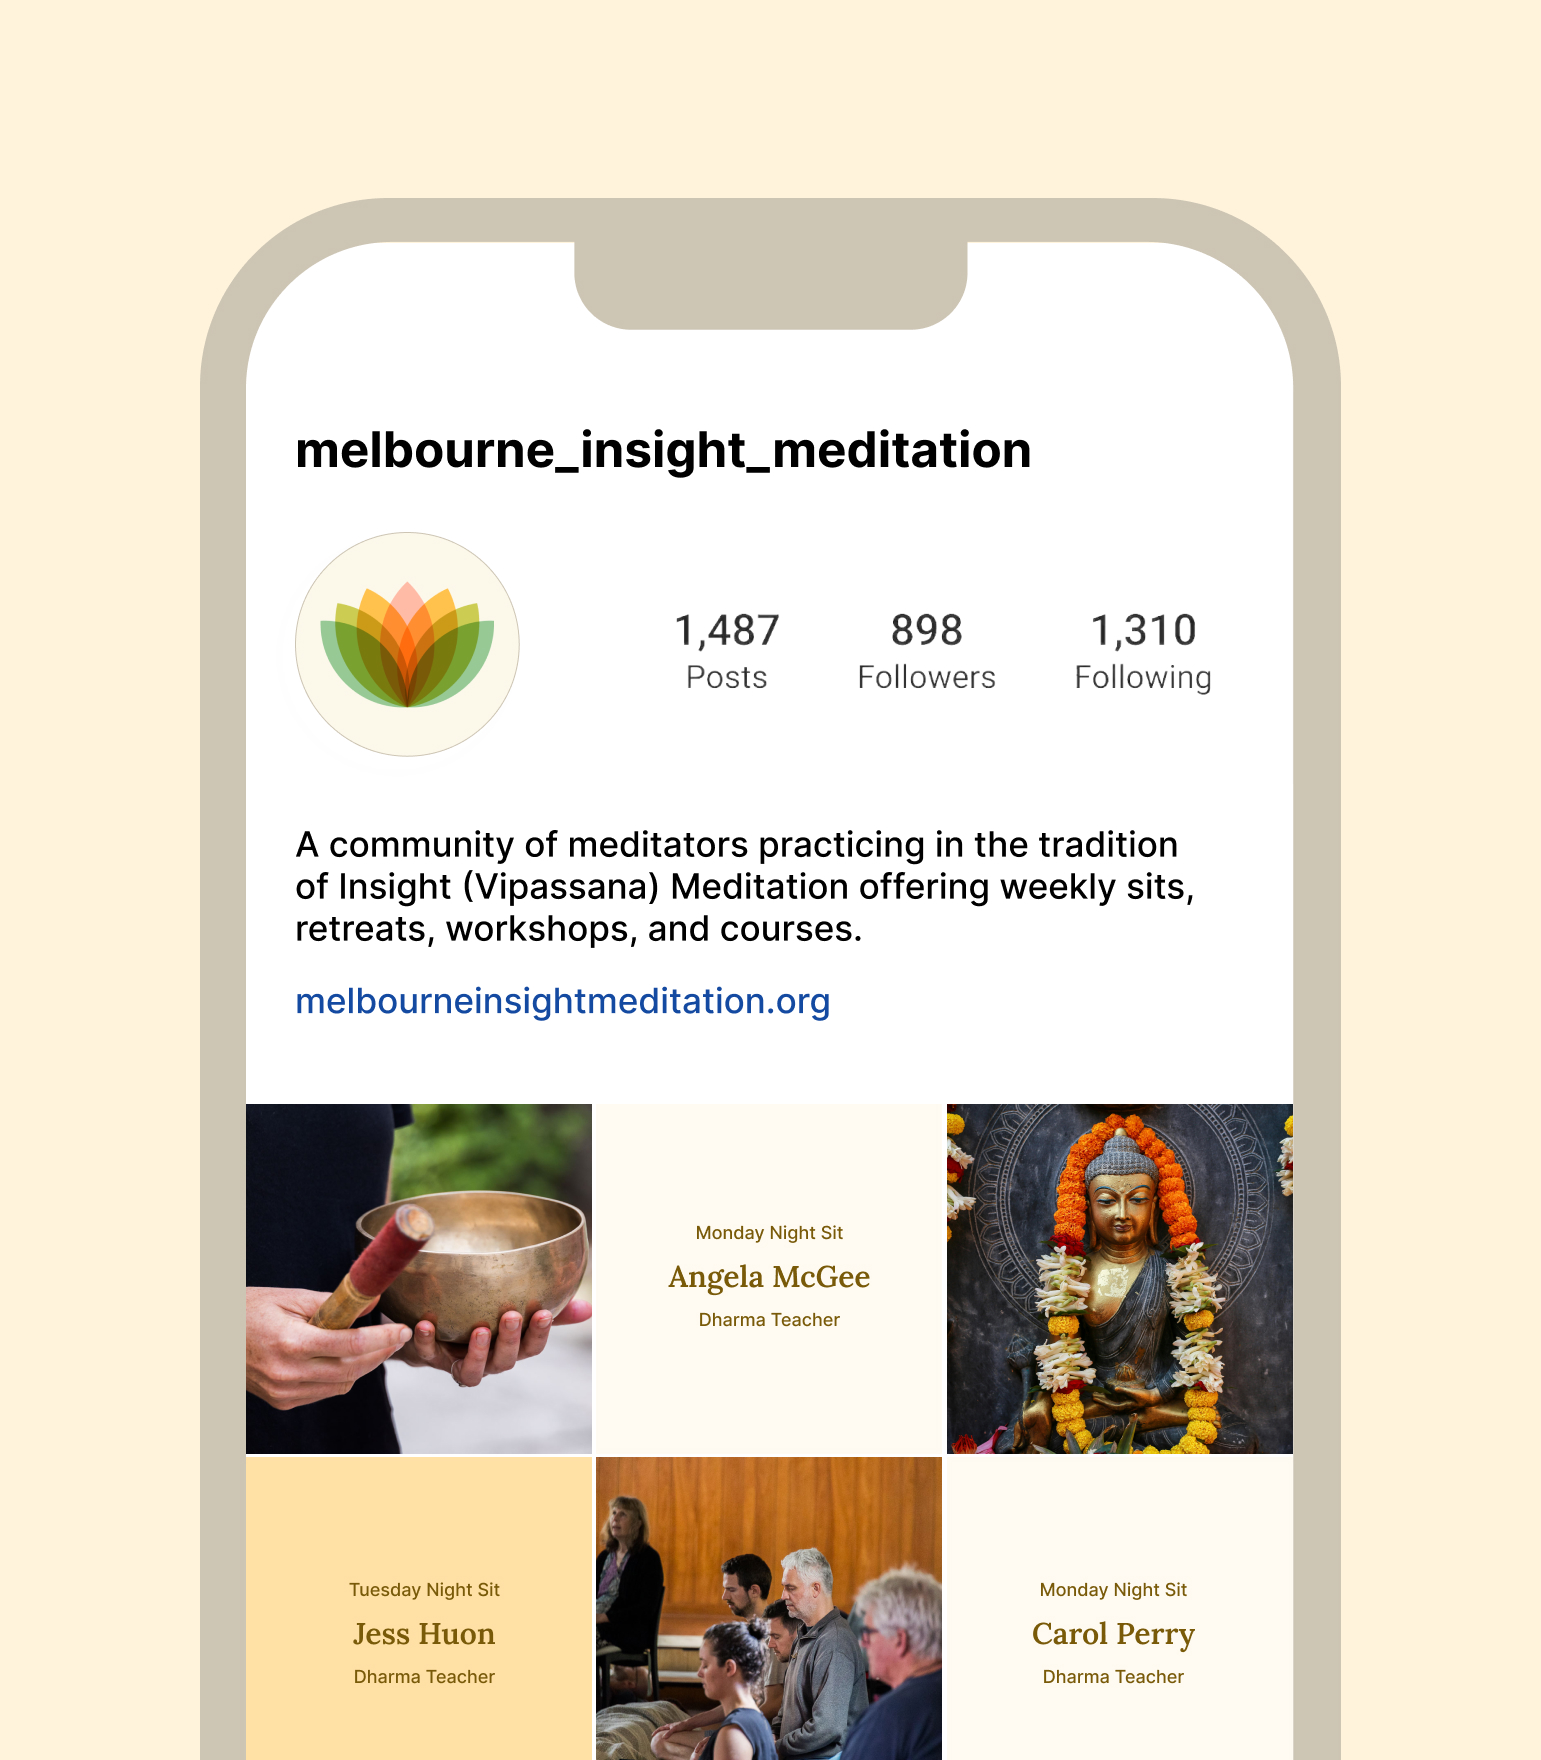 melbourne_insight_meditation
1,487 898 1,310
Posts Followers Following
A community of meditators practicing in the tradition
of Insight (Vipassana) Meditation offering weekly sits,
retreats, workshops, and courses.
melbourneinsightmeditation.org
Monday Night Sit
Angela McGee
Dharma Teacher
Tuesday Night Sit
Jess Huon
Dharma Teacher
Monday Night Sit
Carol Perry
Dharma Teacher